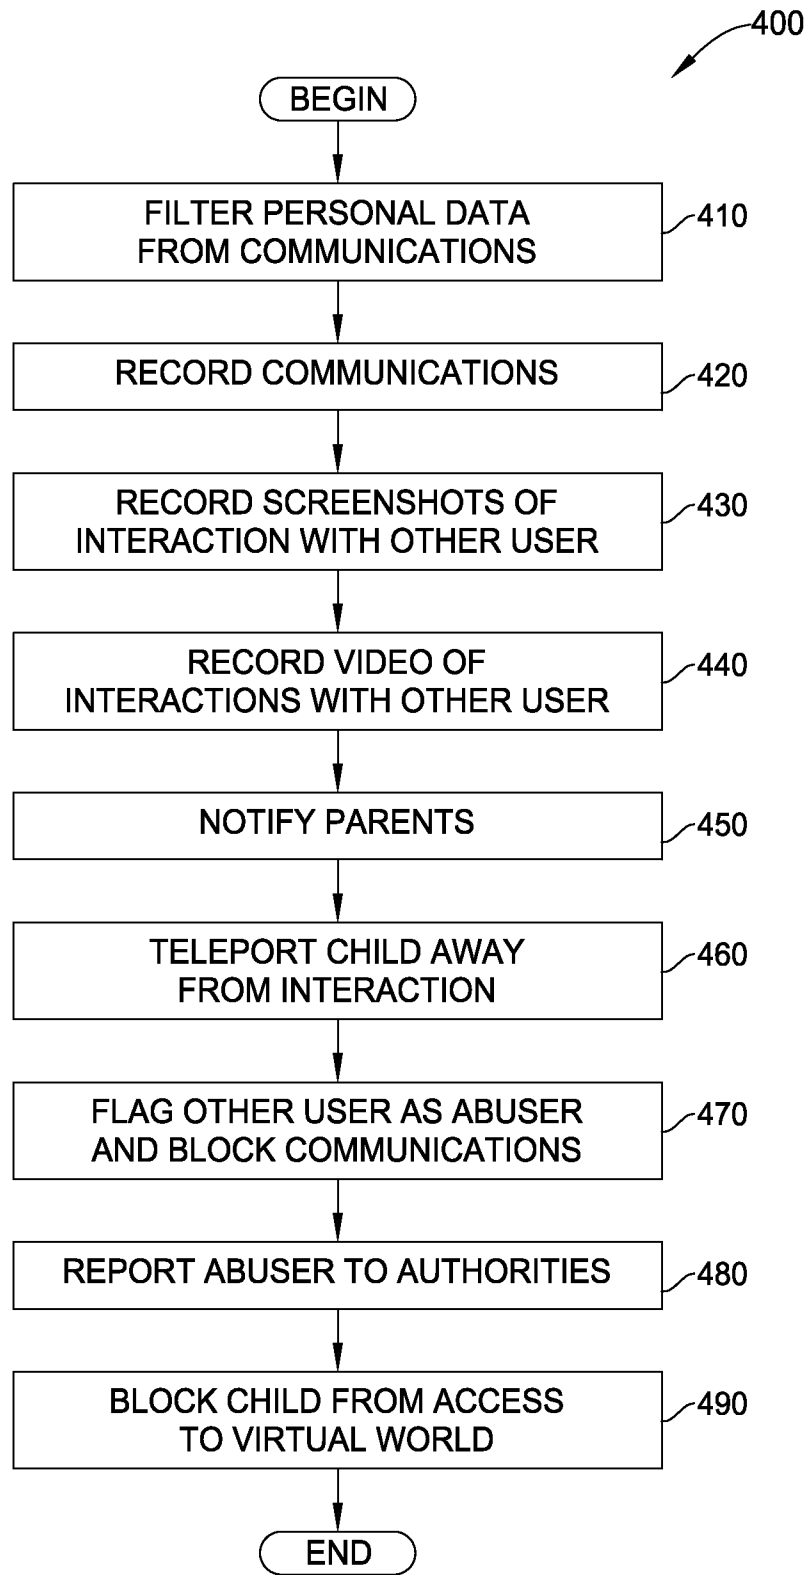 400
BEGIN
FILTER PERSONAL DATA
FROM COMMUNICATIONS
410
RECORD COMMUNICATIONS
420
RECORD SCREENSHOTS OF
INTERACTION WITH OTHER USER
430
RECORD VIDEO OF
INTERACTIONS WITH OTHER USER
440
NOTIFY PARENTS
450
TELEPORT CHILD AWAY
FROM INTERACTION
460
FLAG OTHER USER AS ABUSER
AND BLOCK COMMUNICATIONS
470
REPORT ABUSER TO AUTHORITIES
480
BLOCK CHILD FROM ACCESS
TO VIRTUAL WORLD
490
END